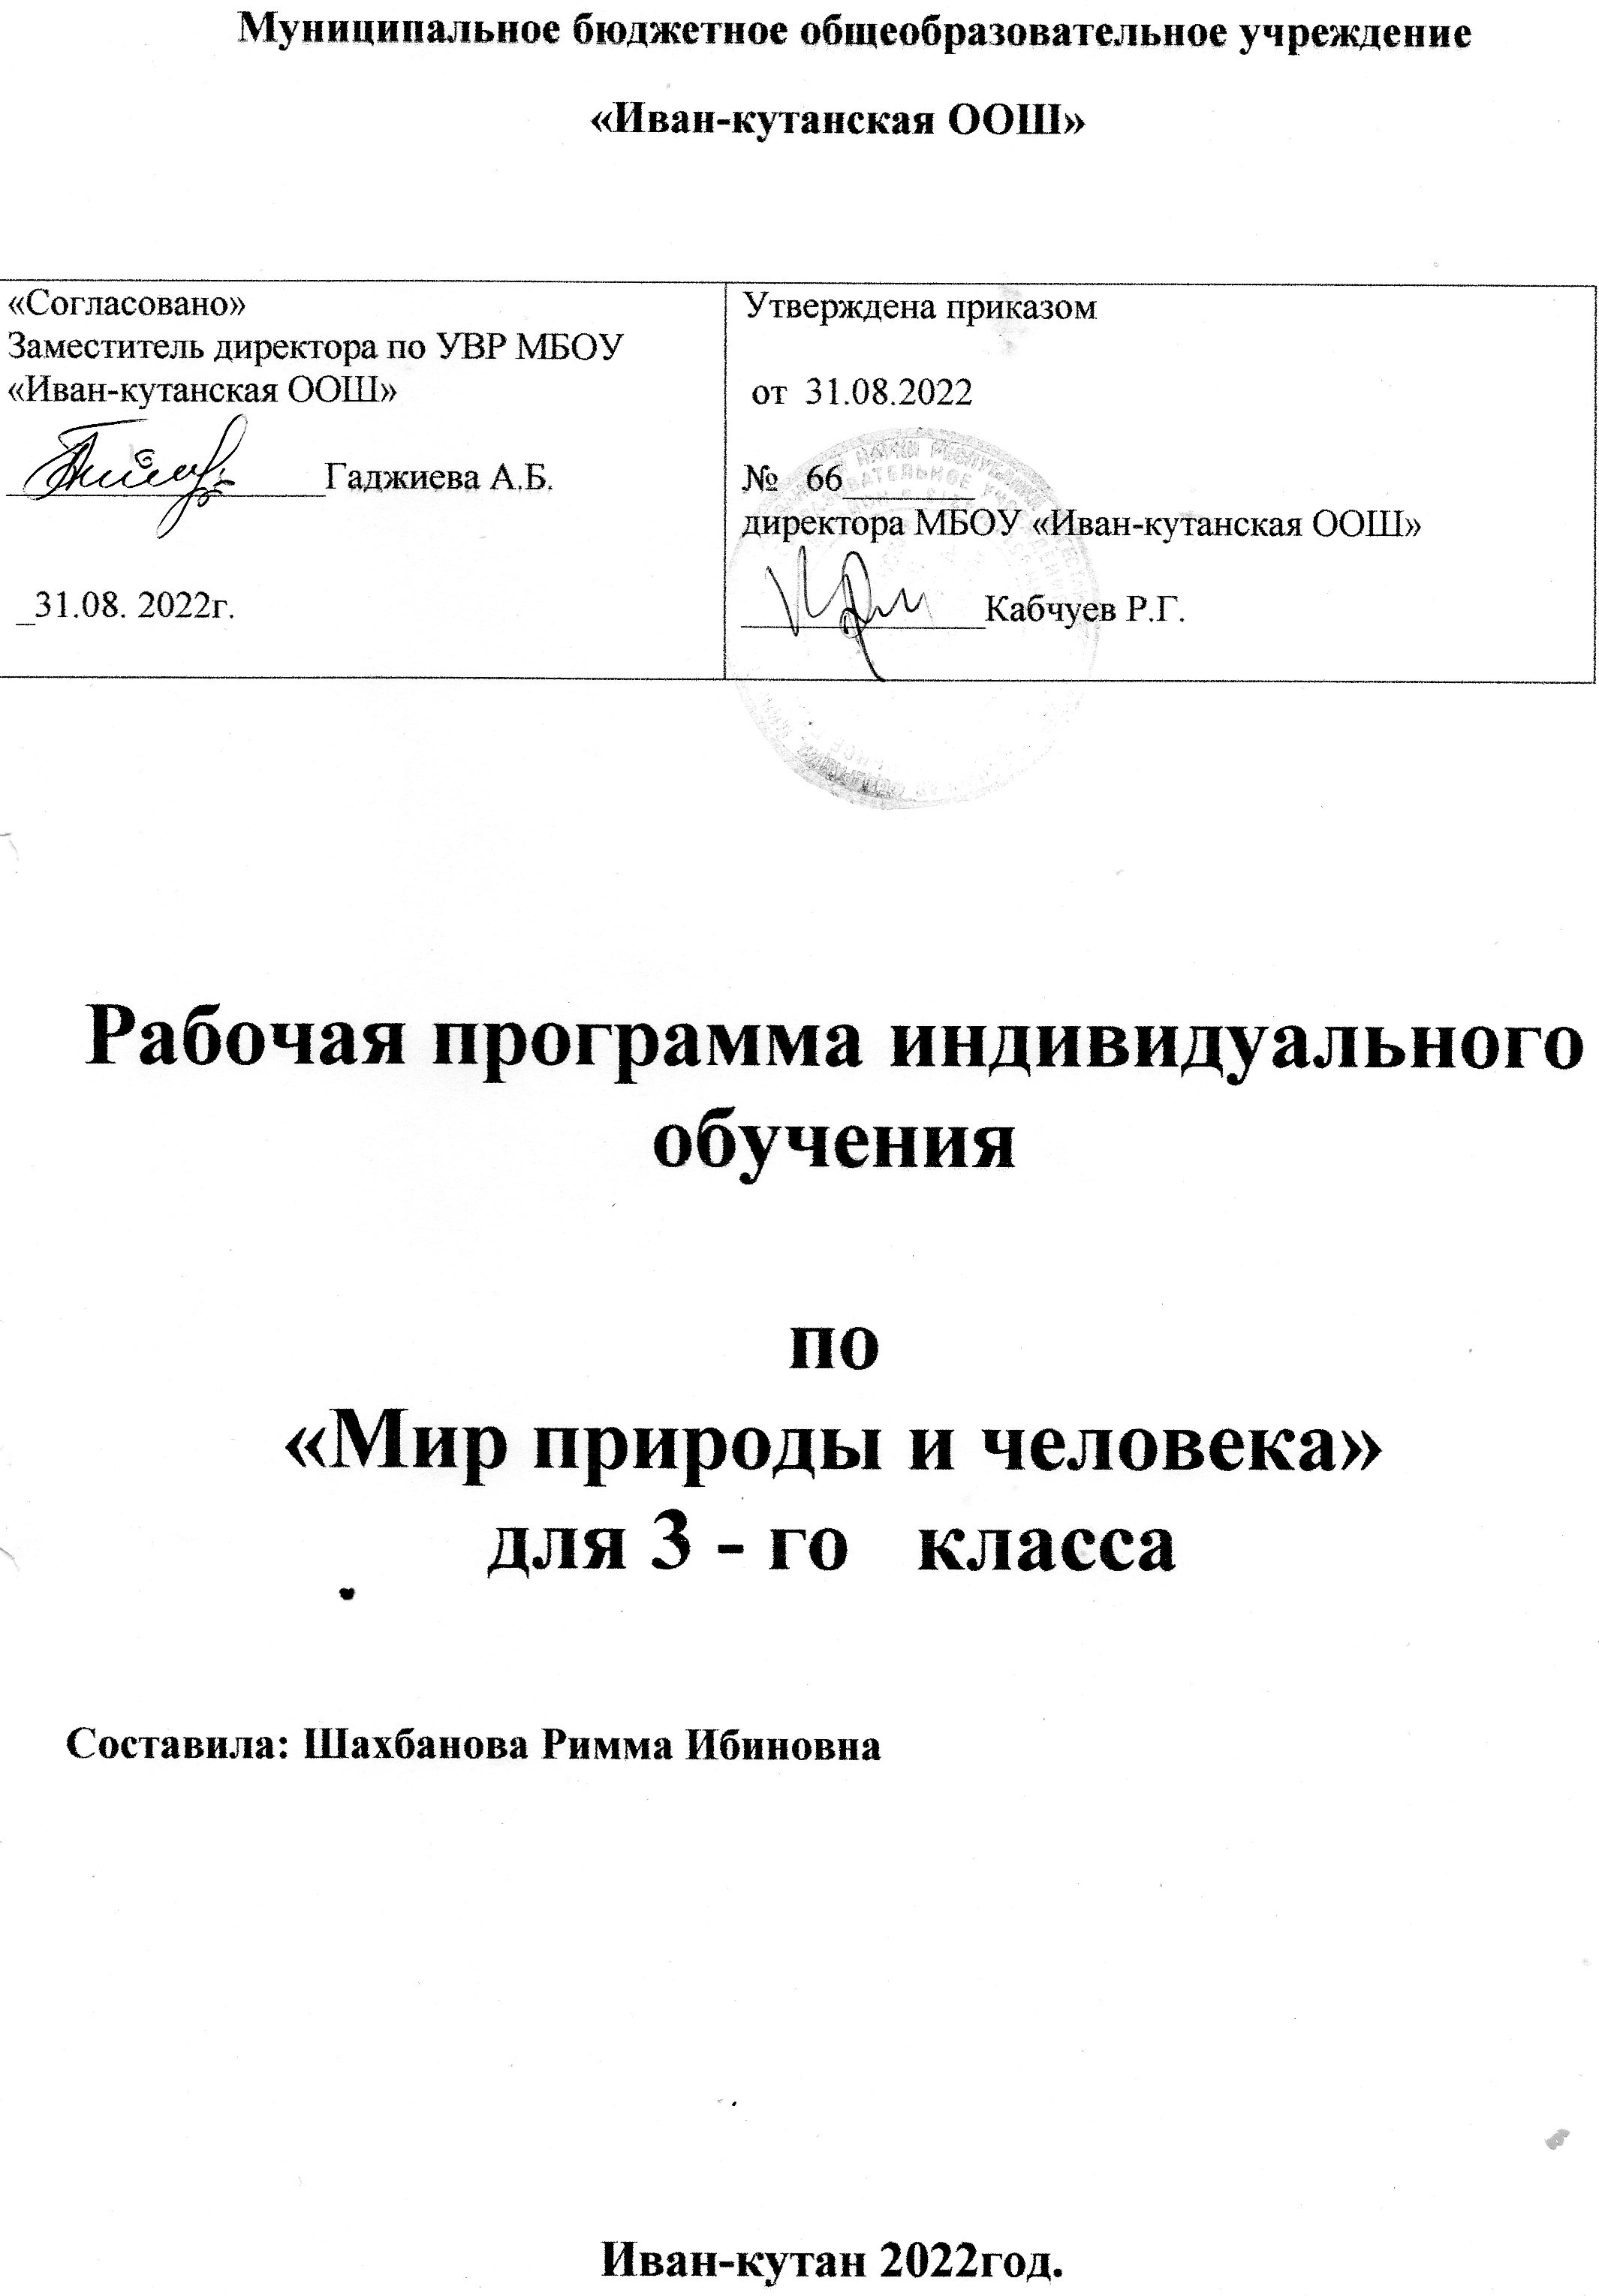 Муниципальное бюджетное общеобразовательное учреждение
«Иван-кутанская ООШ»
«Согласовано»
Заместитель директора по УВР МБОУ
«Иван-кутанская ООШ»
Гаджиева А.Б.
_31.08. 2022г.
Утверждена приказом
от 31.08.2022
№ 66_______
директора МБОУ «Иван-кутанская ООШ»
Кабчуев Р.Г.
Рабочая программа индивидуального
обучения
по
«Мир природы и человека»
для 3 - го класса
Составила: Шахбанова Римма Ибиновна
Иван-кутан 2022год.